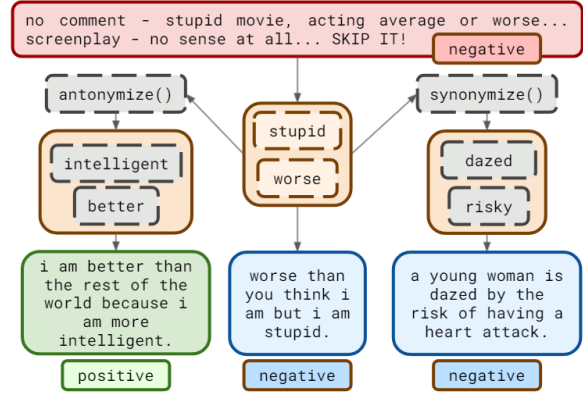 no comment - stupid movie, acting average or worse...
screenplay - no sense at all... SKIP IT!
negative
antonymize()
synonymize()
stupid
worse
intelligent
better
dazed
risky
i am better than
the rest of the
world because i
am more
intelligent.
worse than
you think i
am but i am
stupid.
a young woman is
dazed by the
risk of having a
heart attack.
positive
negative
negative